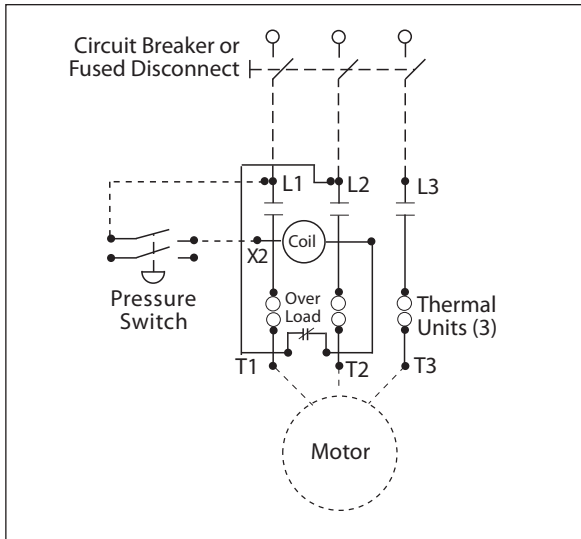 Circuit Breaker or
Fused Disconnect
L1
L2
L3
X2
Coil
Pressure
Switch
Over
Load
Thermal
Units (3)
T1
T2
T3
Motor